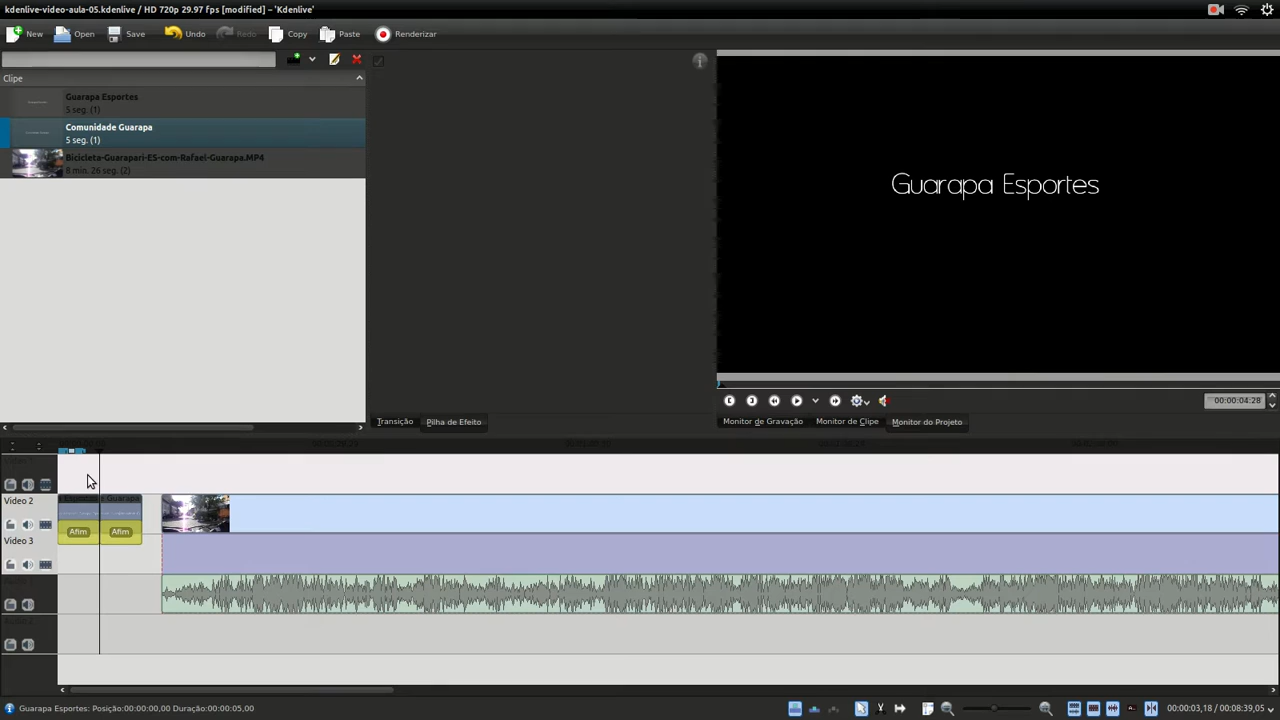 kdenlive-video-aula-05.kdenlive / HD 720p 29.97 fps [modified] – 'Kdenlive'
New Open Save Undo Redo Copy Paste Renderizar
Clipe
Guarapa Esportes
5 seg. (1)
Comunidade Guarapa
5 seg. (1)
Bicicleta-Guarapari-ES-com-Rafael-Guarapa.MP4
8 min. 26 seg. (2)
Guarapa Esportes
00:00:04:28
Transição Pilha de Efeito Monitor de Gravação Monitor de Clipe Monitor do Projeto
Video 2
Afim Afim
Video 3
Guarapa Esportes: Posição:00:00:00,00 Duração:00:00:05,00
00:00:03,18 / 00:08:39,05